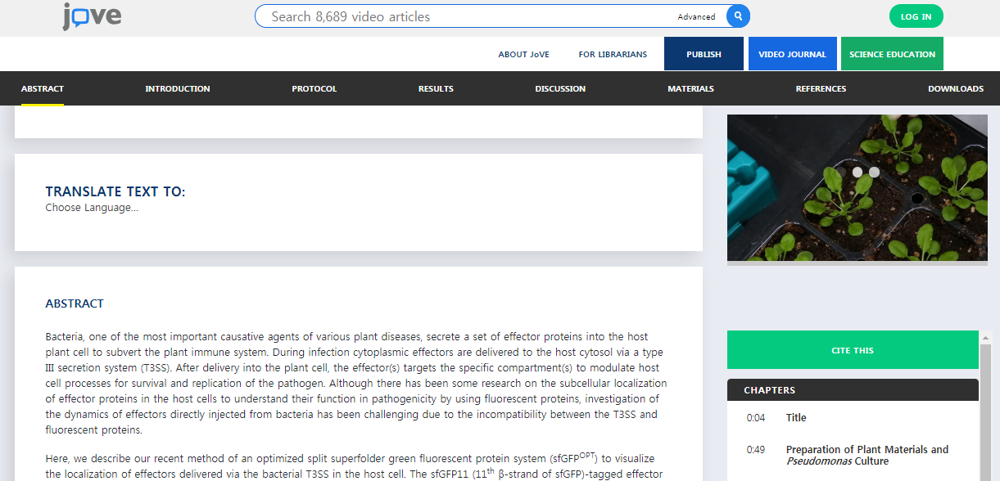 jove
Search 8,689 video articles
Advanced
LOG IN
ABOUT JoVE
FOR LIBRARIANS
PUBLISH
VIDEO JOURNAL
SCIENCE EDUCATION
ABSTRACT
INTRODUCTION
PROTOCOL
RESULTS
DISCUSSION
MATERIALS
REFERENCES
DOWNLOADS
TRANSLATE TEXT TO:
Choose Language...
ABSTRACT
Bacteria, one of the most important causative agents of various plant diseases, secrete a set of effector proteins into the host
plant cell to subvert the plant immune system. During infection cytoplasmic effectors are delivered to the host cytosol via a type
III secretion system (T3SS). After delivery into the plant cell, the effector(s) targets the specific compartment(s) to modulate host
cell processes for survival and replication of the pathogen. Although there has been some research on the subcellular localization
of effector proteins in the host cells to understand their function in pathogenicity by using fluorescent proteins, investigation of
the dynamics of effectors directly injected from bacteria has been challenging due to the incompatibility between the T3SS and
fluorescent proteins.
Here, we describe our recent method of an optimized split superfolder green fluorescent protein system (sfGFPOPT) to visualize
the localization of effectors delivered via the bacterial T3SS in the host cell. The sfGFP11 (11th β-strand of sfGFP)-tagged effector
CITE THIS
CHAPTERS
0:04 Title
0:49 Preparation of Plant Materials and
Pseudomonas Culture